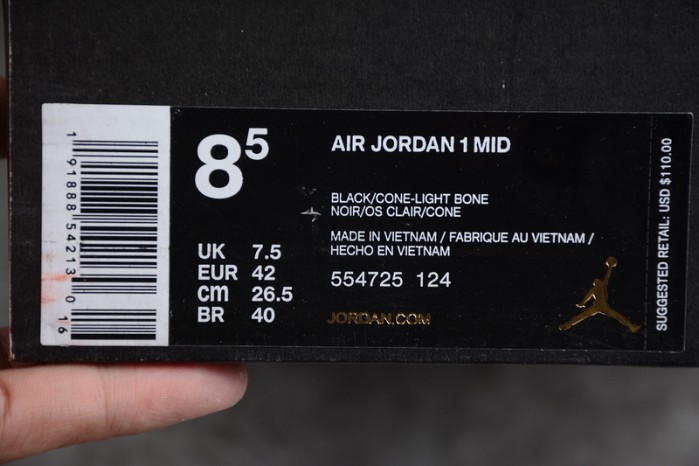 1 91888 54213 0 16
8 5
AIR JORDAN 1 MID
BLACK/CONE-LIGHT BONE
NOIR/OS CLAIR/CONE
MADE IN VIETNAM / FABRIQUE AU VIETNAM /
HECHO EN VIETNAM
554725 124
UK 7.5
EUR 42
cm 26.5
BR 40
JORDAN.COM
SUGGESTED RETAIL: USD $110.00